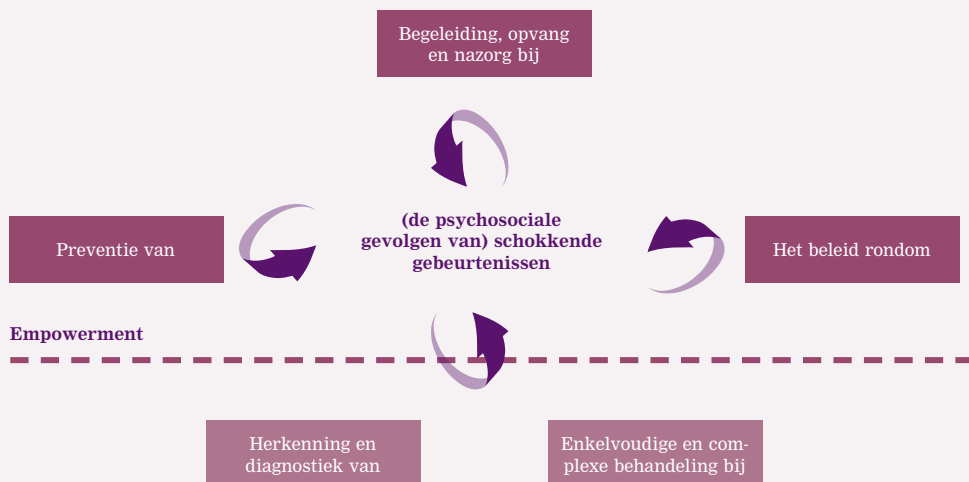 Begeleiding, opvang
en nazorg bij
(de psychosociale
gevolgen van) schokkende
gebeurtenissen
Preventie van
Het beleid rondom
Empowerment
Herkenning en
diagnostiek van
Enkelvoudige en com-
plexe behandeling bij